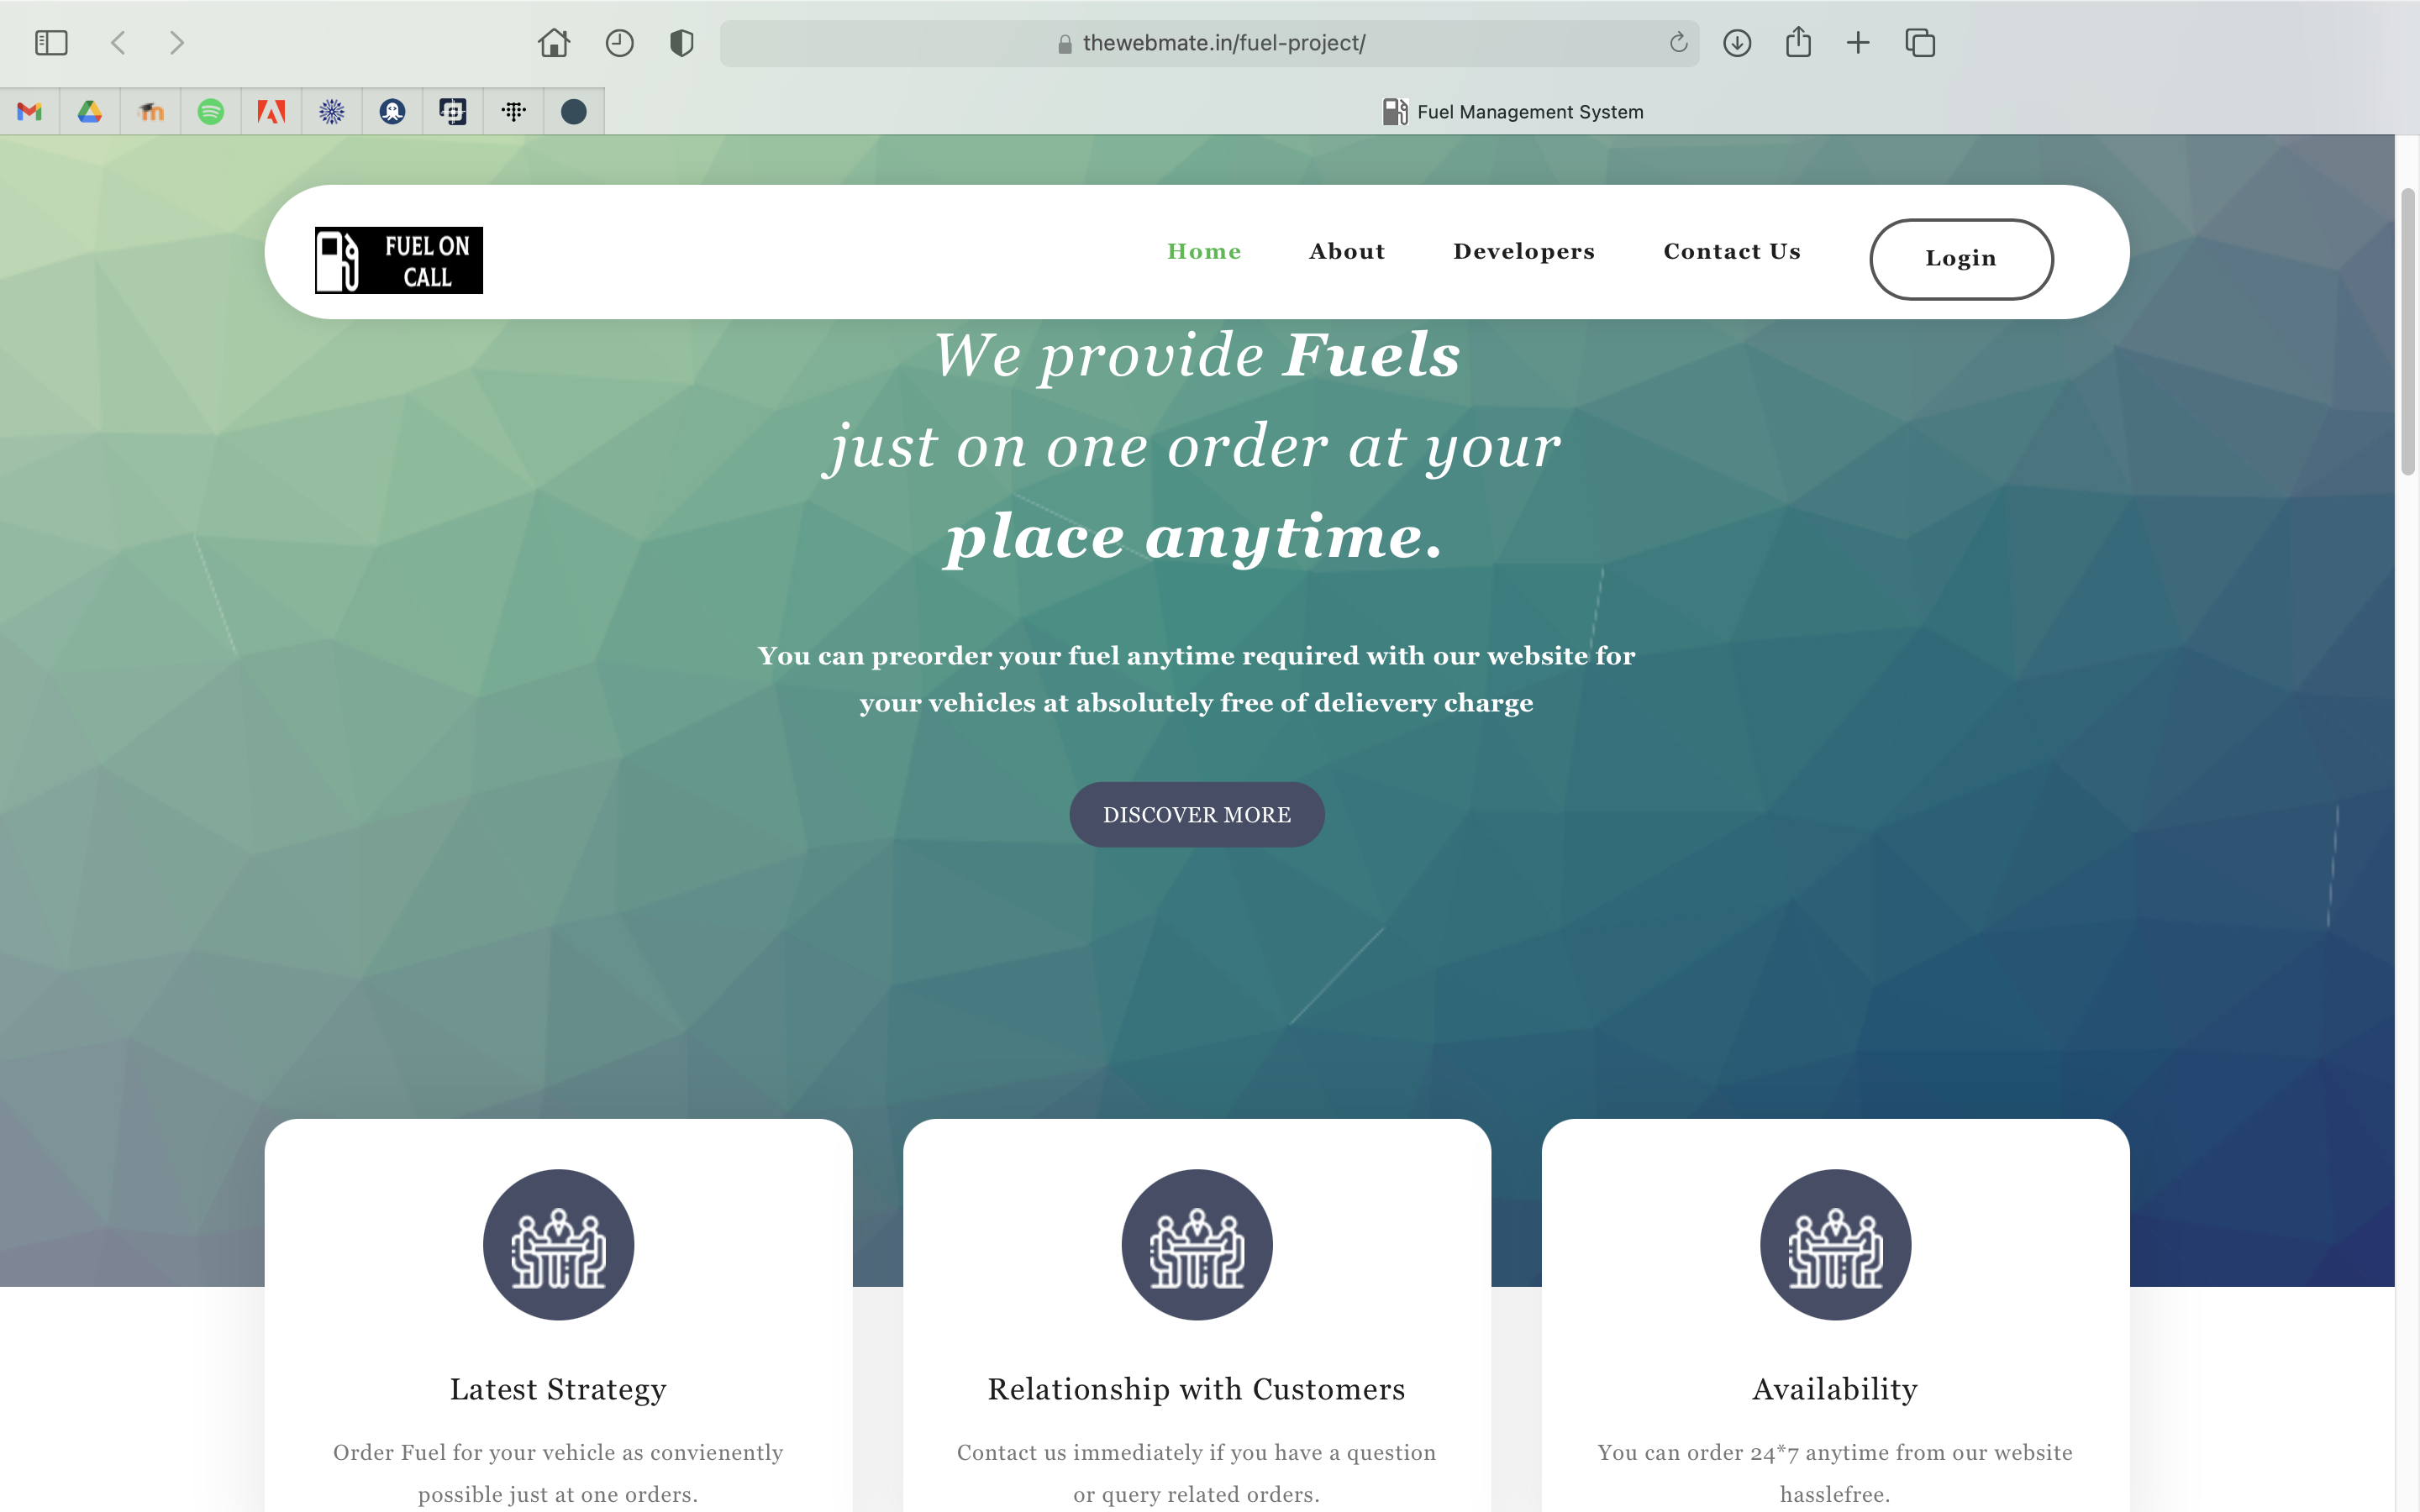 thewebmate.in/fuel-project/
Fuel Management System
FUEL ON
CALL
Home
About
Developers
Contact Us
Login
We provide Fuels
just on one order at your
place anytime.
You can preorder your fuel anytime required with our website for
your vehicles at absolutely free of delievery charge
DISCOVER MORE
Latest Strategy
Order Fuel for your vehicle as convienently
possible just at one orders.
Relationship with Customers
Contact us immediately if you have a question
or query related orders.
Availability
You can order 24*7 anytime from our website
hasslefree.